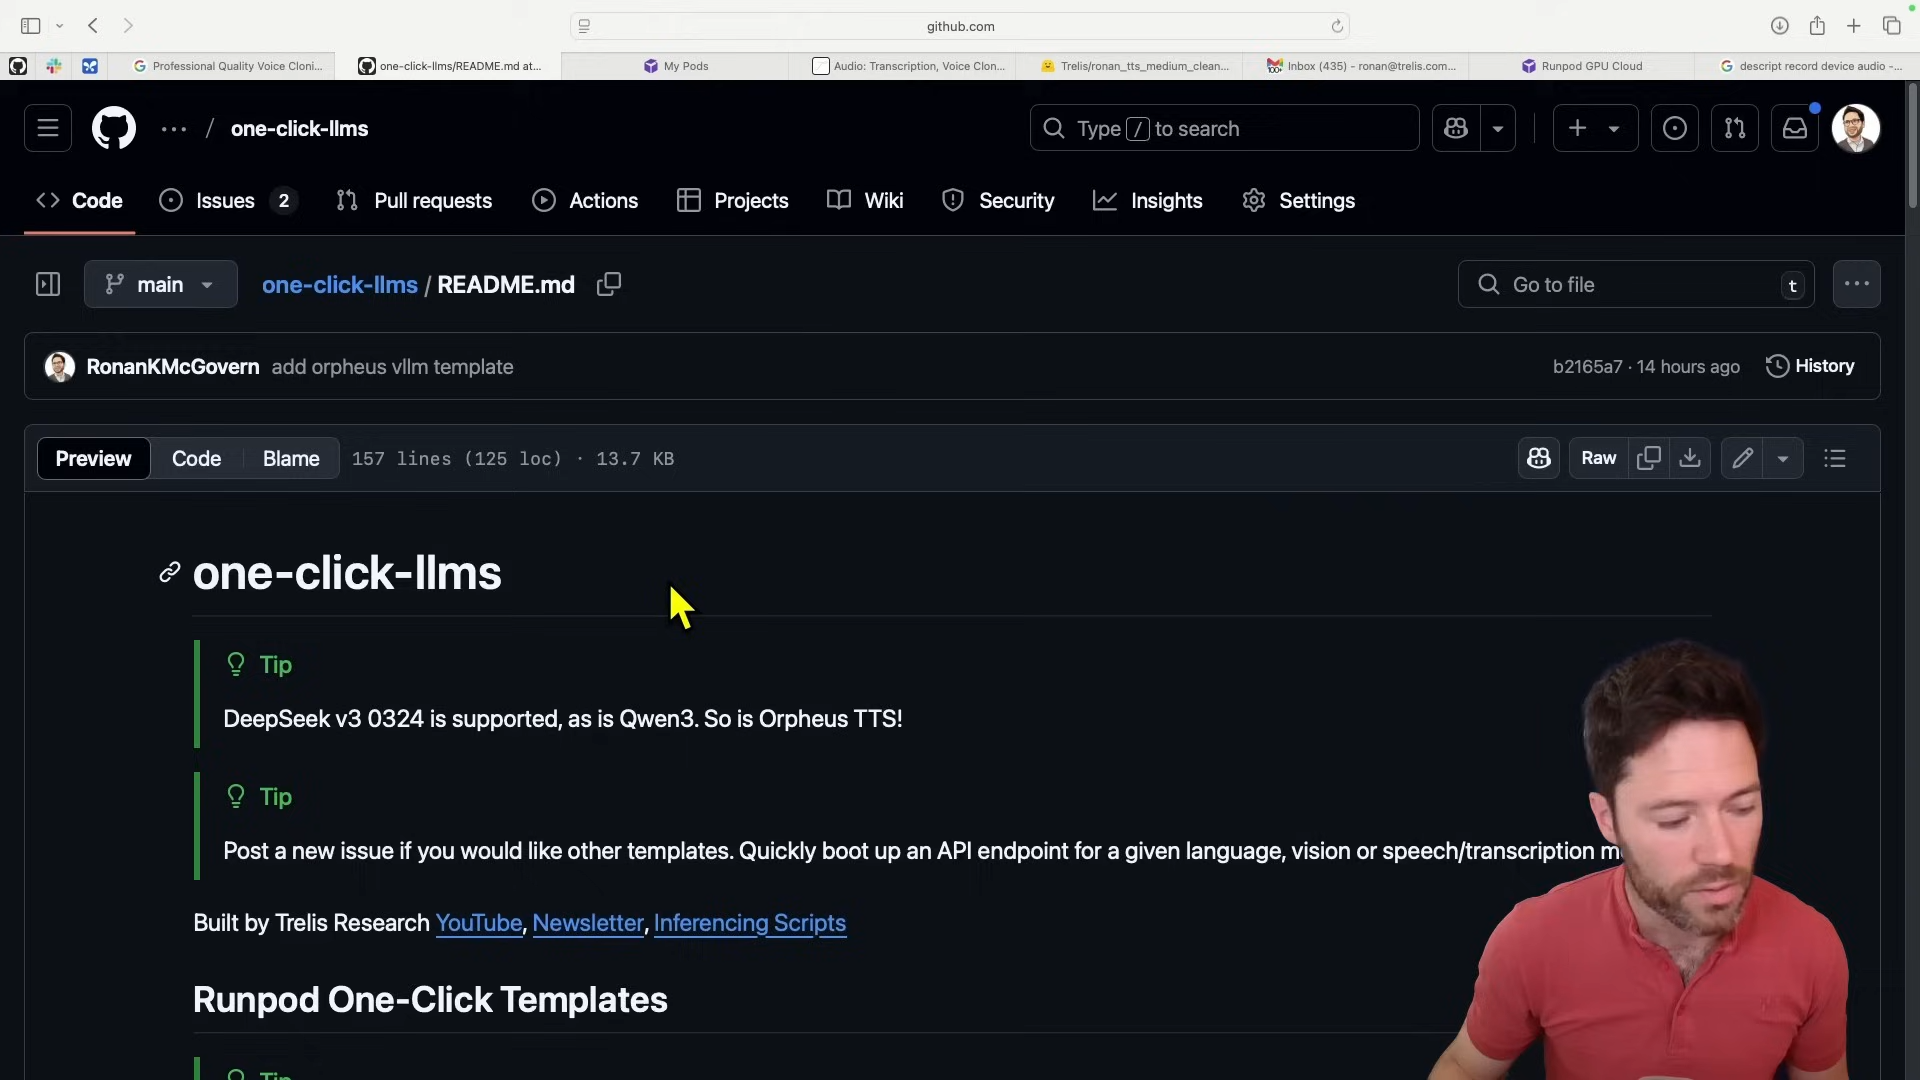 github.com
Professional Quality Voice Cloni...
one-click-llms/README.md at...
My Pods
Audio: Transcription, Voice Clon...
Trelis/ronan_tts_medium_clean...
Inbox (435) - ronan@trelis.com...
Runpod GPU Cloud
descript record device audio -...
... / one-click-llms
Type / to search
Code
Issues 2
Pull requests
Actions
Projects
Wiki
Security
Insights
Settings
main
one-click-llms / README.md
Go to file t
RonanKMcGovern add orpheus vllm template
b2165a7 · 14 hours ago
History
Preview Code Blame 157 lines (125 loc) · 13.7 KB
Raw
one-click-llms
Tip
DeepSeek v3 0324 is supported, as is Qwen3. So is Orpheus TTS!
Tip
Post a new issue if you would like other templates. Quickly boot up an API endpoint for a given language, vision or speech/transcription
Built by Trelis Research YouTube, Newsletter, Inferencing Scripts
Runpod One-Click Templates
Tip